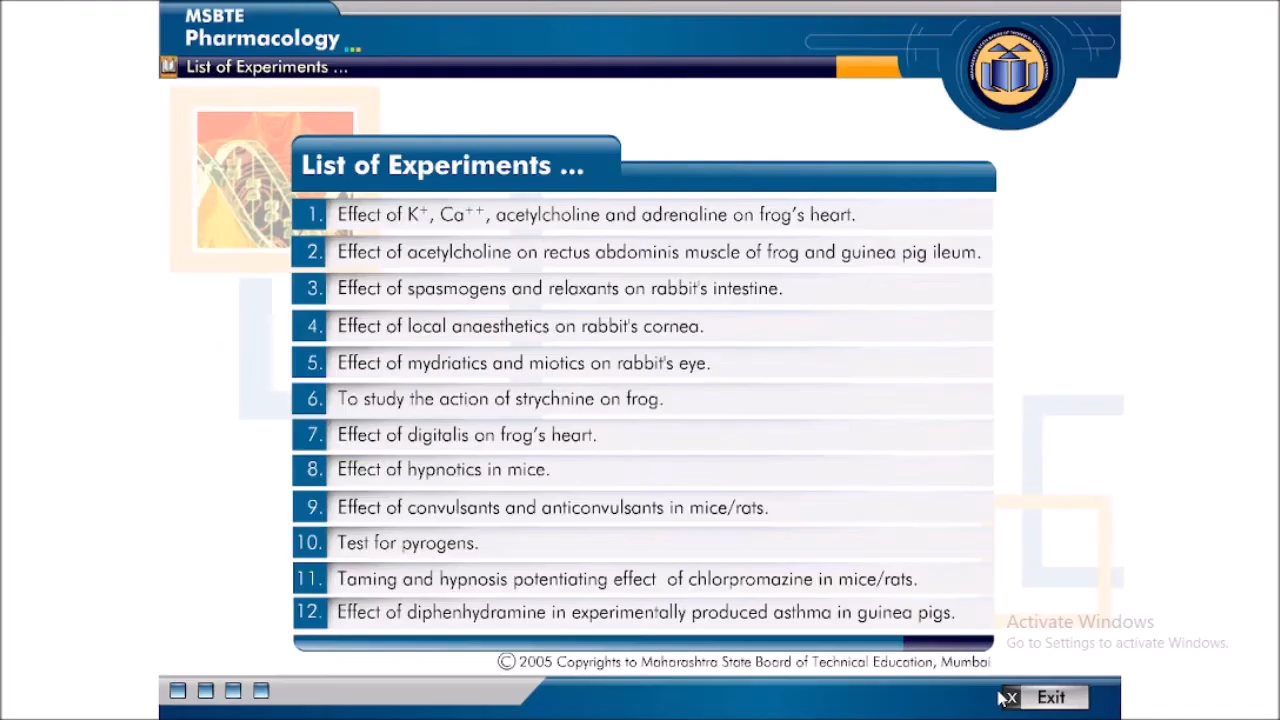 MSBTE
Pharmacology
List of Experiments ...
List of Experiments ...
1. Effect of K⁺, Ca⁺⁺, acetylcholine and adrenaline on frog's heart.
2. Effect of acetylcholine on rectus abdominis muscle of frog and guinea pig ileum.
3. Effect of spasmogens and relaxants on rabbit's intestine.
4. Effect of local anaesthetics on rabbit's cornea.
5. Effect of mydriatics and miotics on rabbit's eye.
6. To study the action of strychnine on frog.
7. Effect of digitalis on frog's heart.
8. Effect of hypnotics in mice.
9. Effect of convulsants and anticonvulsants in mice/rats.
10. Test for pyrogens.
11. Taming and hypnosis potentiating effect of chlorpromazine in mice/rats.
12. Effect of diphenhydramine in experimentally produced asthma in guinea pigs.
Activate Windows
Go to Settings to activate Windows.
© 2005 Copyrights to Maharashtra State Board of Technical Education, Mumbai
X Exit